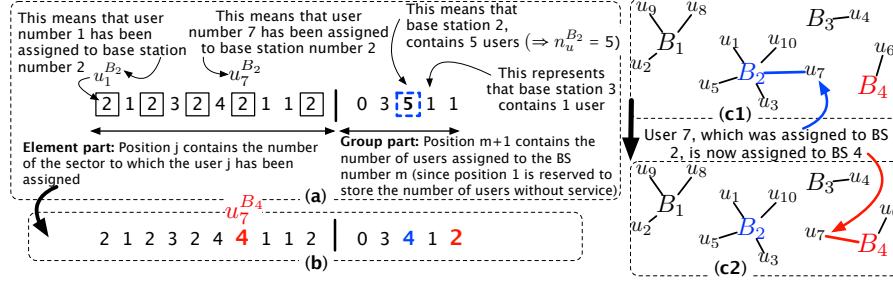 This means that user
number 1 has been
assigned to base station
number 2
u_1^{B_2}
This means that user
number 7 has been assigned
to base station number 2
u_7^{B_2}
This means that
base station 2,
contains 5 users (⇒ n_u^{B_2} = 5)
This represents
that base station 3
contains 1 user
2 1 2 3 2 4 2 1 1 2 | 0 3 5 1 1
Element part: Position j contains the number
of the sector to which the user j has been
assigned
(a)
Group part: Position m+1 contains the
number of users assigned to the BS
number m (since position 1 is reserved to
store the number of users without service)
u_7^{B_4}
2 1 2 3 2 4 4 1 1 2 | 0 3 4 1 2
(b)
u_9 u_8
B_1
u_2
u_1 u_10
B_2 u_7
u_5
u_3
B_3 u_4
u_6
B_4
(c1)
User 7, which was assigned to BS
2, is now assigned to BS 4
u_9 u_8
B_1
u_2
u_1 u_10
B_2
u_5
u_3
B_3 u_4
u_7
B_4
(c2)